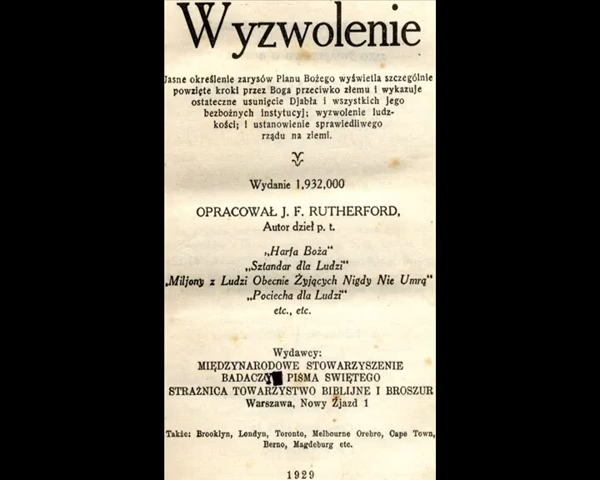 Wyzwolenie
Jasne określenie zarysów Planu Bożego wyświetla szczególnie
powzięte kroki przez Boga przeciwko złemu i wykazuje
ostateczne usunięcie Djabła i wszystkich jego
bezbożnych instytucyj; wyzwolenie ludz-
kości; i ustanowienie sprawiedliwego
rządu na ziemi.
Wydanie 1,932,000
OPRACOWAŁ J. F. RUTHERFORD,
Autor dzieł p. t.
„Harfa Boża"
„Sztandar dla Ludzi"
„Miljony z Ludzi Obecnie Żyjących Nigdy Nie Umrą"
„Pociecha dla Ludzi"
etc., etc.
Wydawcy:
MIĘDZYNARODOWE STOWARZYSZENIE
BADACZY PISMA SWIĘTEGO
STRAŻNICA TOWARZYSTWO BIBLIJNE I BROSZUR
Warszawa, Nowy Zjazd 1
Także: Brooklyn, Londyn, Toronto, Melbourne Orebro, Cape Town,
Berno, Magdeburg etc.
1929